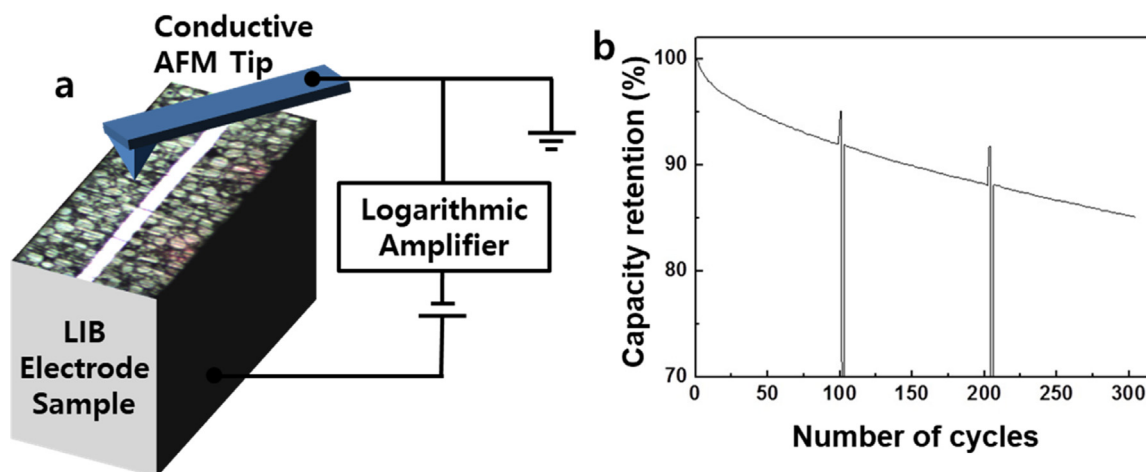 a
Conductive
AFM Tip
Logarithmic
Amplifier
LIB
Electrode
Sample
b
Capacity retention (%)
100
90
80
70
0
50
100
150
200
250
300
Number of cycles